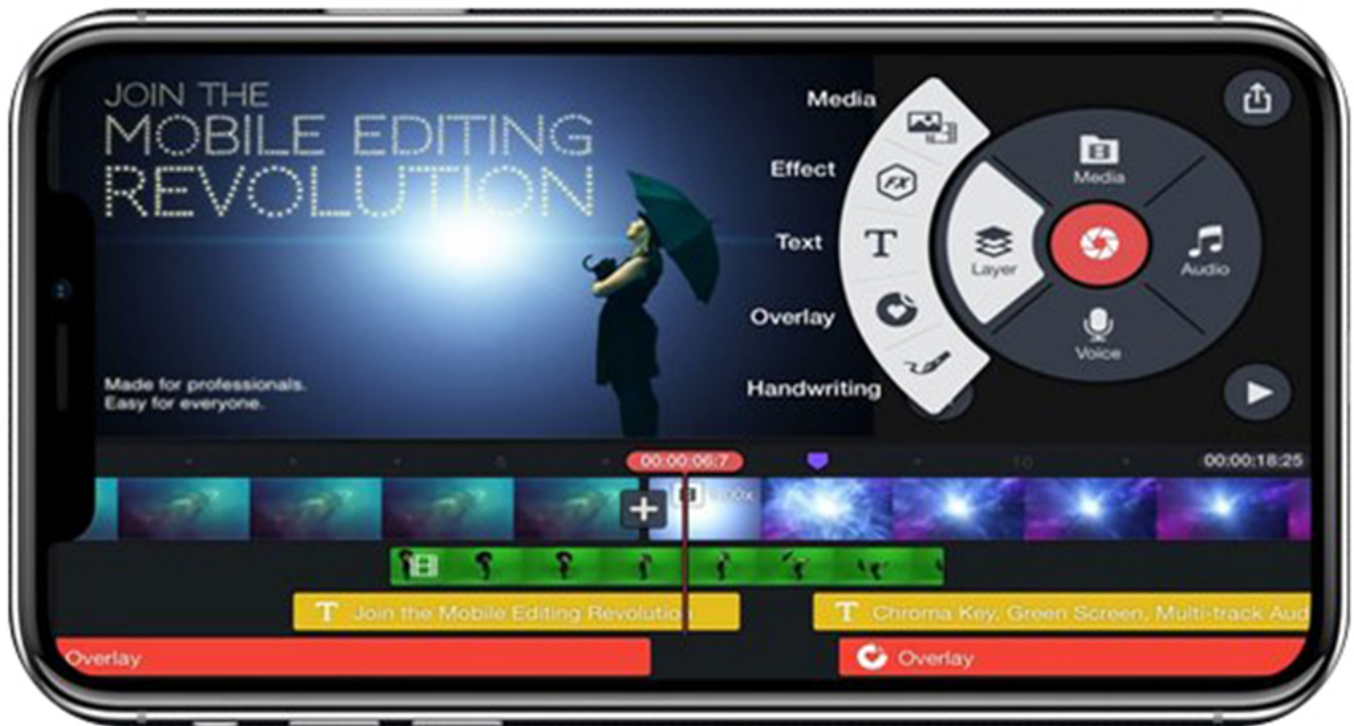 JOIN THE
MOBILE EDITING
REVOLUTION
Made for professionals.
Easy for everyone.
Media
Effect
FX
Text
T
Overlay
Handwriting
Media
Layer
Audio
Voice
5
00:00:06:7
10
00:00:18:25
T Join the Mobile Editing Revolution
T Chroma Key, Green Screen, Multi-track Aud
Overlay
Overlay